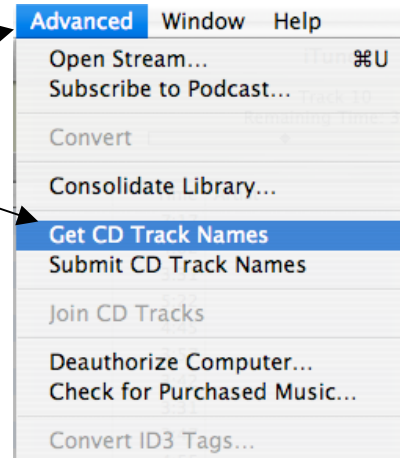 Advanced Window Help
Open Stream... ⌘U
Subscribe to Podcast...
Convert
Consolidate Library...
Get CD Track Names
Submit CD Track Names
Join CD Tracks
Deauthorize Computer...
Check for Purchased Music...
Convert ID3 Tags...